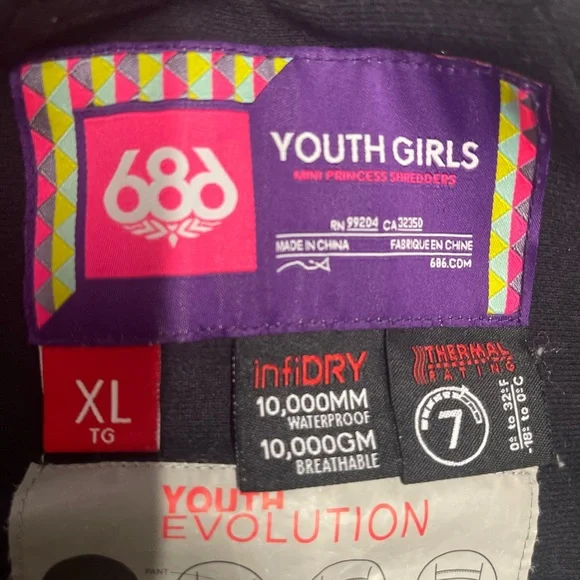 686
YOUTH GIRLS
MINI PRINCESS SHREDDERS
RN 99204 CA 32350
MADE IN CHINA FABRIQUE EN CHINE
686.COM
XL
TG
infiDRY
10,000MM
WATERPROOF
10,000GM
BREATHABLE
THERMAL
RATING
7
0° to 32°F
-18° to 0°C
YOUTH
EVOLUTION
PANT